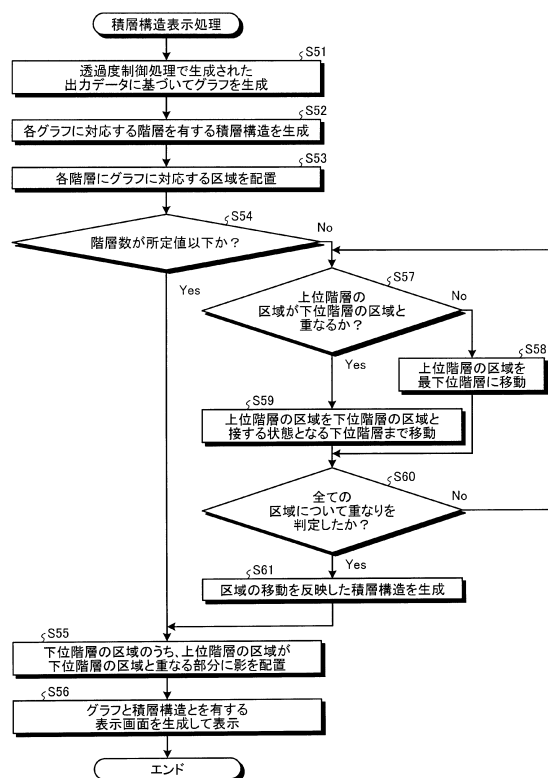 積層構造表示処理
S51
透過度制御処理で生成された
出力データに基づいてグラフを生成
S52
各グラフに対応する階層を有する積層構造を生成
S53
各階層にグラフに対応する区域を配置
S54
階層数が所定値以下か？
No
Yes
S57
上位階層の
区域が下位階層の区域と
重なるか？
No
Yes
S58
上位階層の区域を
最下位階層に移動
S59
上位階層の区域を下位階層の区域と
接する状態となる下位階層まで移動
S60
全ての
区域について重なりを
判定したか？
No
Yes
S61
区域の移動を反映した積層構造を生成
S55
下位階層の区域のうち、上位階層の区域が
下位階層の区域と重なる部分に影を配置
S56
グラフと積層構造とを有する
表示画面を生成して表示
エンド